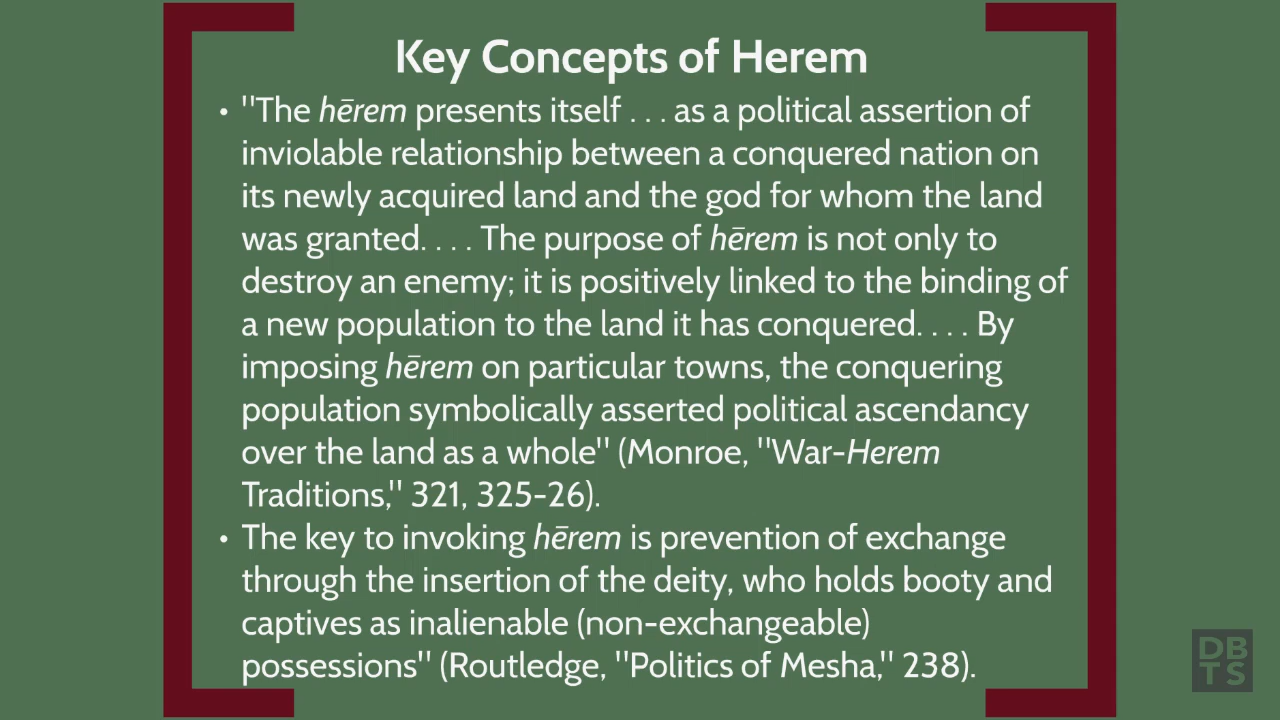 Key Concepts of Herem
• "The hērem presents itself . . . as a political assertion of
inviolable relationship between a conquered nation on
its newly acquired land and the god for whom the land
was granted. . . . The purpose of hērem is not only to
destroy an enemy; it is positively linked to the binding of
a new population to the land it has conquered. . . . By
imposing hērem on particular towns, the conquering
population symbolically asserted political ascendancy
over the land as a whole" (Monroe, "War-Herem
Traditions," 321, 325-26).
• The key to invoking hērem is prevention of exchange
through the insertion of the deity, who holds booty and
captives as inalienable (non-exchangeable)
possessions" (Routledge, "Politics of Mesha," 238).
DB
TS